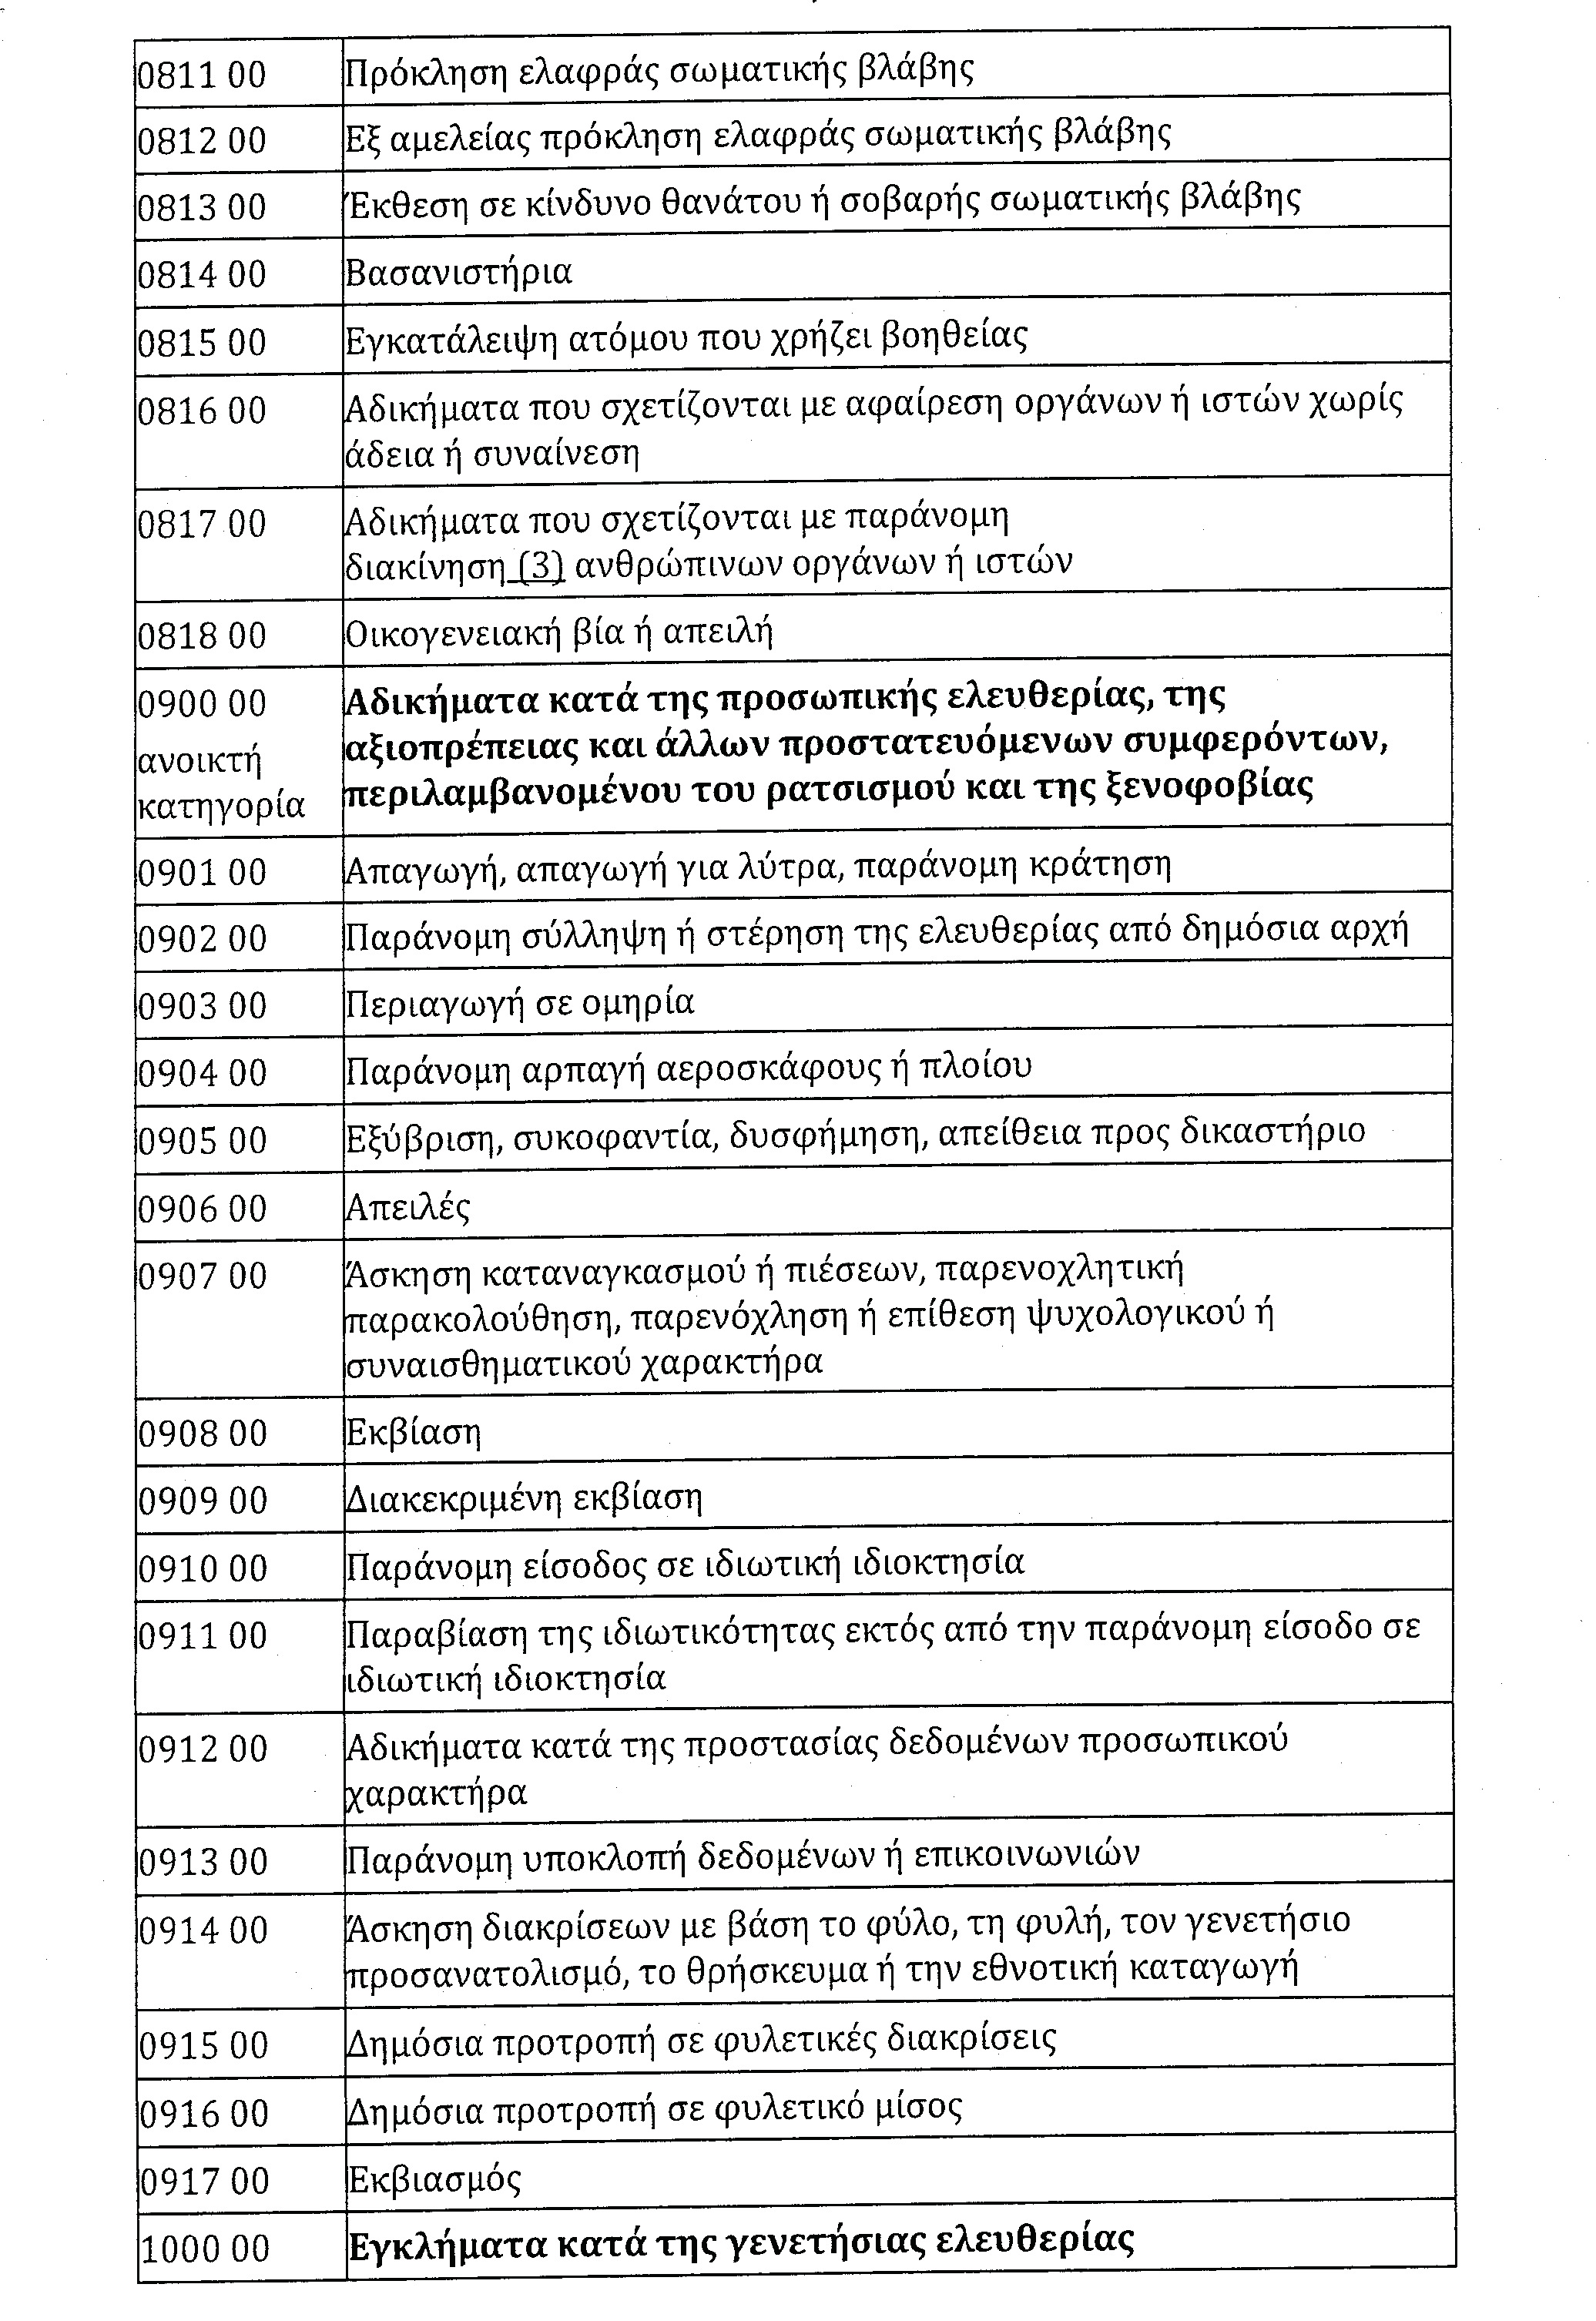 0811 00 Πρόκληση ελαφράς σωματικής βλάβης
0812 00 Εξ αμελείας πρόκληση ελαφράς σωματικής βλάβης
0813 00 Έκθεση σε κίνδυνο θανάτου ή σοβαρής σωματικής βλάβης
0814 00 Βασανιστήρια
0815 00 Εγκατάλειψη ατόμου που χρήζει βοηθείας
0816 00 Αδικήματα που σχετίζονται με αφαίρεση οργάνων ή ιστών χωρίς
άδεια ή συναίνεση
0817 00 Αδικήματα που σχετίζονται με παράνομη
διακίνηση (3) ανθρώπινων οργάνων ή ιστών
0818 00 Οικογενειακή βία ή απειλή
0900 00 Αδικήματα κατά της προσωπικής ελευθερίας, της
ανοικτή αξιοπρέπειας και άλλων προστατευόμενων συμφερόντων,
κατηγορία περιλαμβανομένου του ρατσισμού και της ξενοφοβίας
0901 00 Απαγωγή, απαγωγή για λύτρα, παράνομη κράτηση
0902 00 Παράνομη σύλληψη ή στέρηση της ελευθερίας από δημόσια αρχή
0903 00 Περιαγωγή σε ομηρία
0904 00 Παράνομη αρπαγή αεροσκάφους ή πλοίου
0905 00 Εξύβριση, συκοφαντία, δυσφήμηση, απείθεια προς δικαστήριο
0906 00 Απειλές
0907 00 Άσκηση καταναγκασμού ή πιέσεων, παρενοχλητική
παρακολούθηση, παρενόχληση ή επίθεση ψυχολογικού ή
συναισθηματικού χαρακτήρα
0908 00 Εκβίαση
0909 00 Διακεκριμένη εκβίαση
0910 00 Παράνομη είσοδος σε ιδιωτική ιδιοκτησία
0911 00 Παραβίαση της ιδιωτικότητας εκτός από την παράνομη είσοδο σε
ιδιωτική ιδιοκτησία
0912 00 Αδικήματα κατά της προστασίας δεδομένων προσωπικού
χαρακτήρα
0913 00 Παράνομη υποκλοπή δεδομένων ή επικοινωνιών
0914 00 Άσκηση διακρίσεων με βάση το φύλο, τη φυλή, τον γενετήσιο
προσανατολισμό, το θρήσκευμα ή την εθνοτική καταγωγή
0915 00 Δημόσια προτροπή σε φυλετικές διακρίσεις
0916 00 Δημόσια προτροπή σε φυλετικό μίσος
0917 00 Εκβιασμός
1000 00 Εγκλήματα κατά της γενετήσιας ελευθερίας